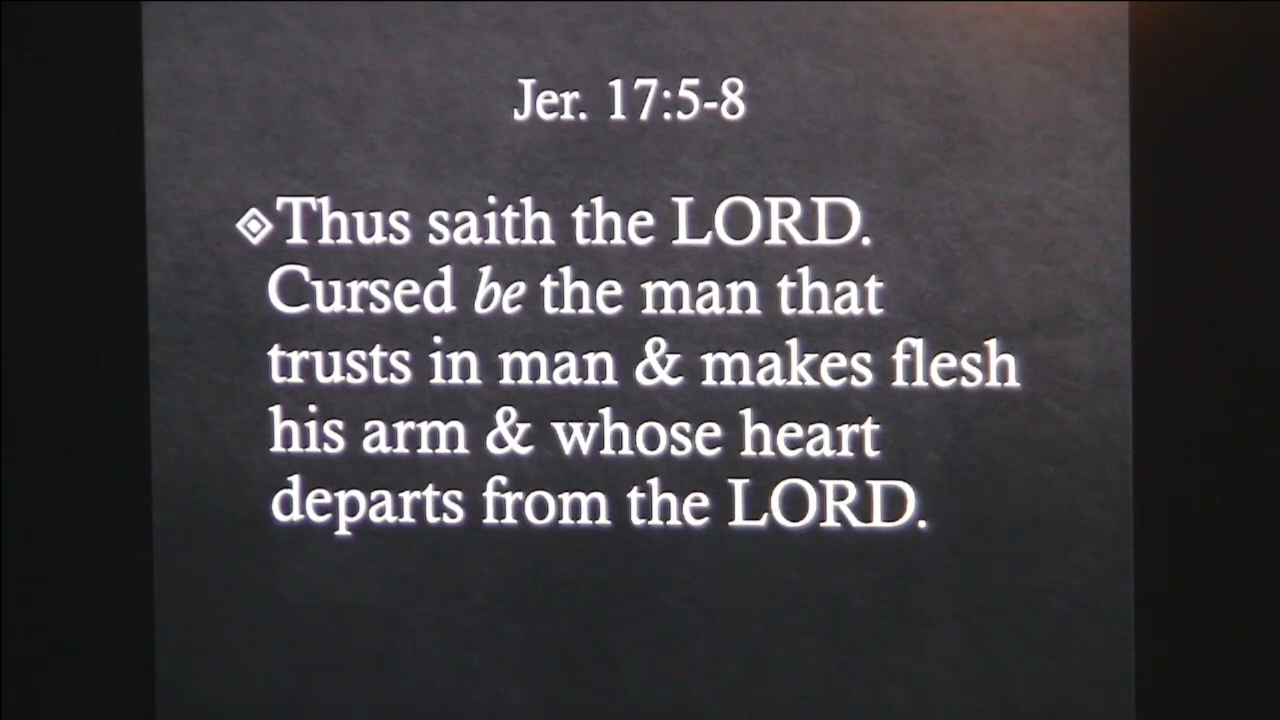 Jer. 17:5-8
Thus saith the LORD.
Cursed be the man that
trusts in man & makes flesh
his arm & whose heart
departs from the LORD.